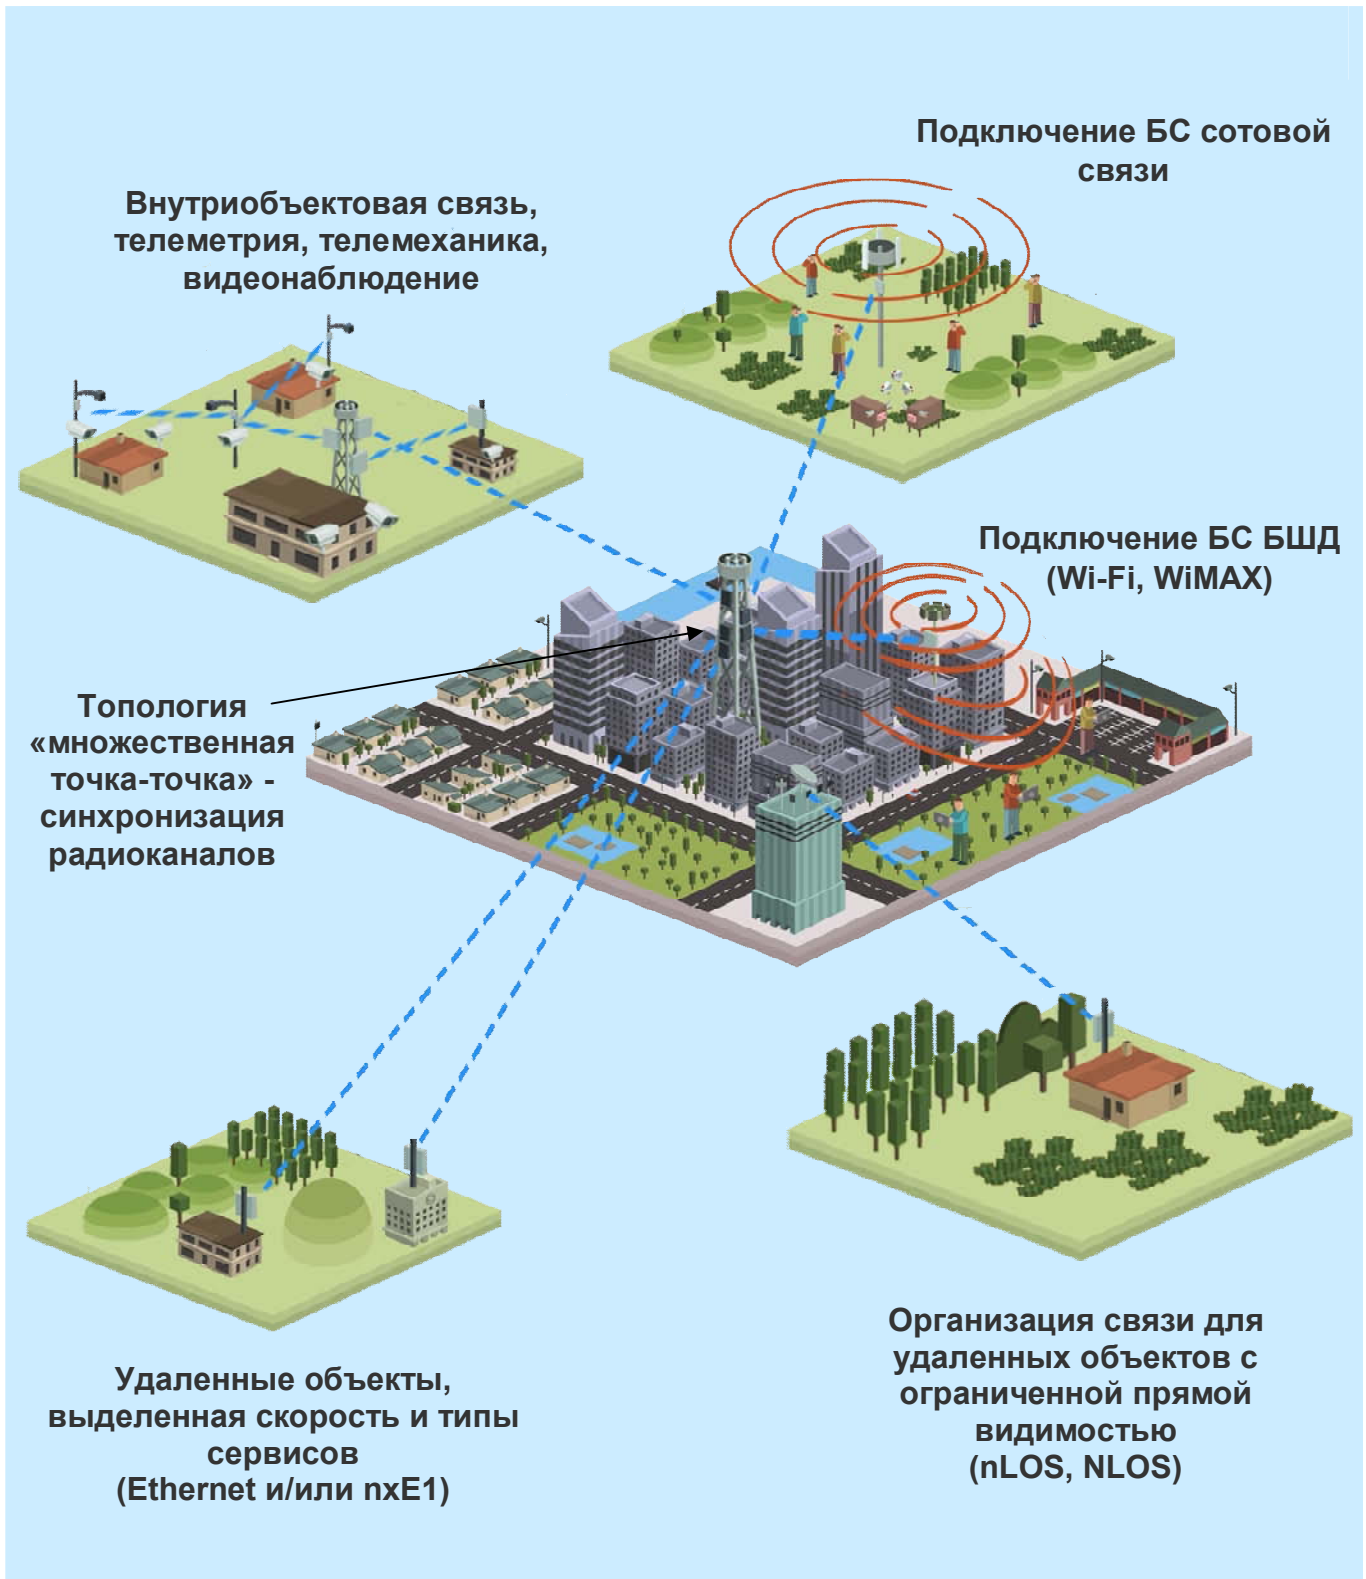 Подключение БС сотовой
связи
Внутриобъектовая связь,
телеметрия, телемеханика,
видеонаблюдение
Подключение БС БШД
(Wi-Fi, WiMAX)
Топология
«множественная
точка-точка» -
синхронизация
радиоканалов
Организация связи для
удаленных объектов с
ограниченной прямой
видимостью
(nLOS, NLOS)
Удаленные объекты,
выделенная скорость и типы
сервисов
(Ethernet и/или nxE1)